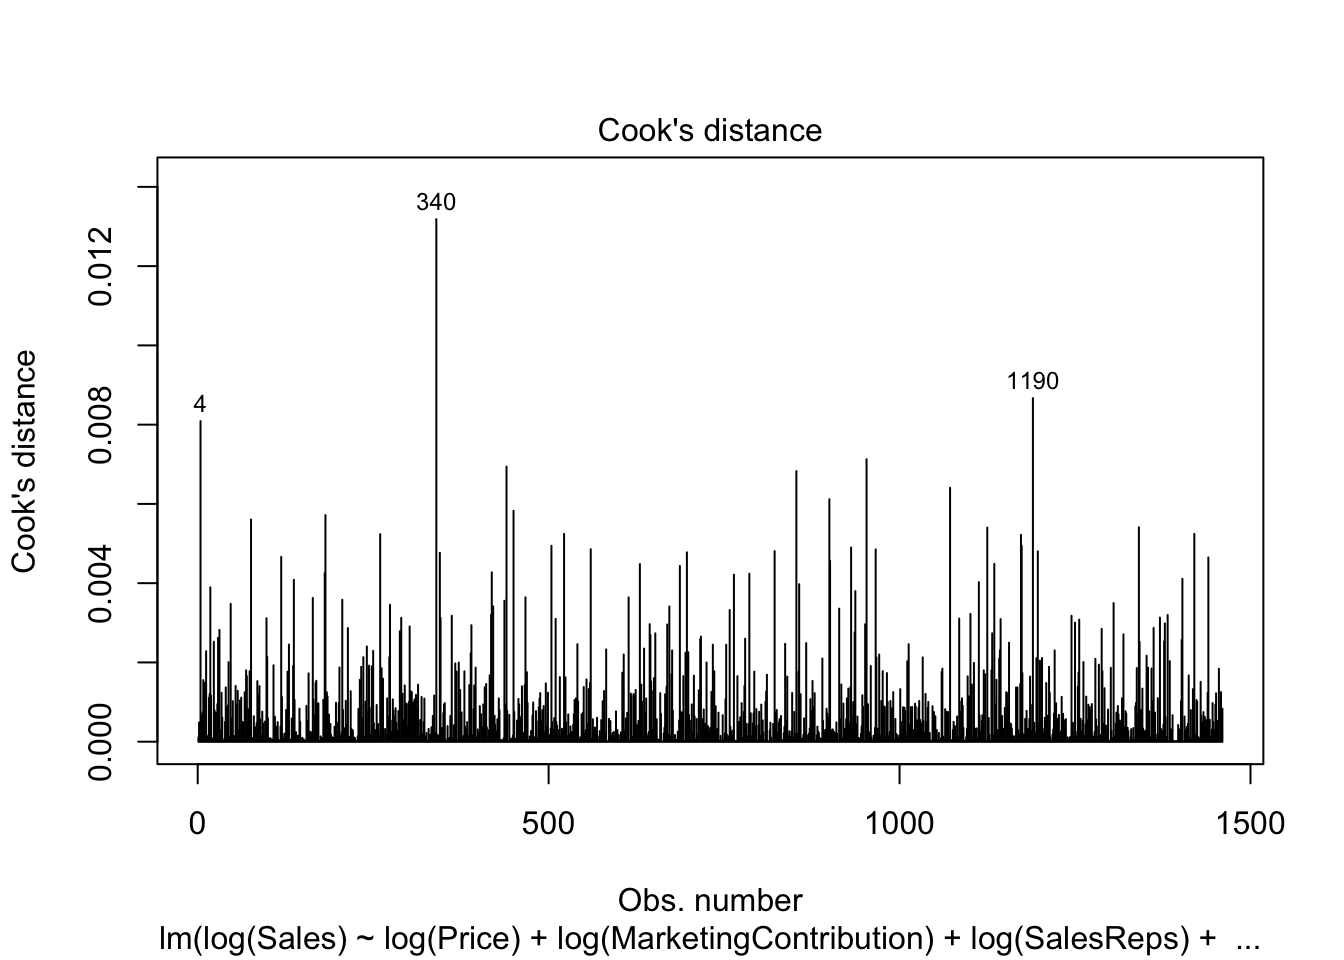 Cook's distance
340
1190
4
Cook's distance
0.000
0.004
0.008
0.012
0
500
1000
1500
Obs. number
lm(log(Sales) ~ log(Price) + log(MarketingContribution) + log(SalesReps) + ...